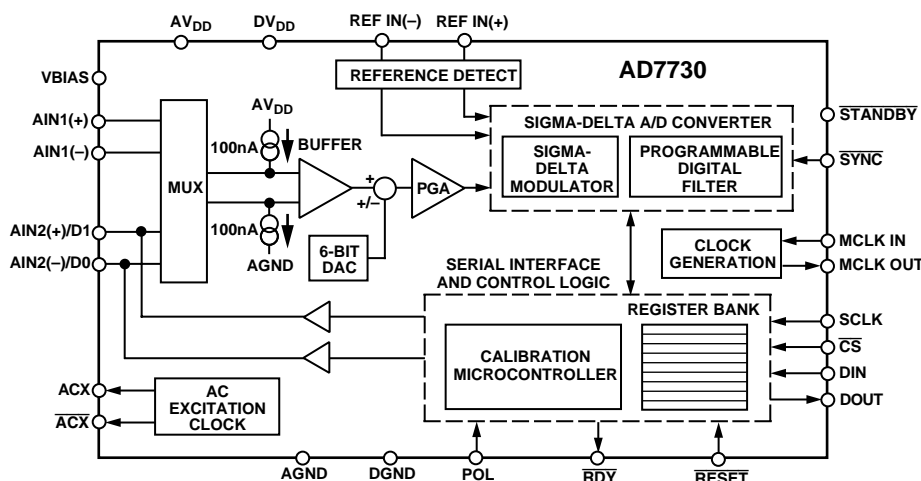 AVDD
DVDD
REF IN(–)
REF IN(+)
VBIAS
REFERENCE DETECT
AD7730
AIN1(+)
AIN1(–)
MUX
AVDD
100nA
BUFFER
100nA
AGND
+
+/–
6-BIT
DAC
PGA
SIGMA-DELTA A/D CONVERTER
SIGMA-
DELTA
MODULATOR
PROGRAMMABLE
DIGITAL
FILTER
STANDBY
SYNC
AIN2(+)/D1
AIN2(–)/D0
CLOCK
GENERATION
MCLK IN
MCLK OUT
SERIAL INTERFACE
AND CONTROL LOGIC
REGISTER BANK
CALIBRATION
MICROCONTROLLER
SCLK
CS
DIN
DOUT
ACX
ACX
AC
EXCITATION
CLOCK
AGND
DGND
POL
RDY
RESET